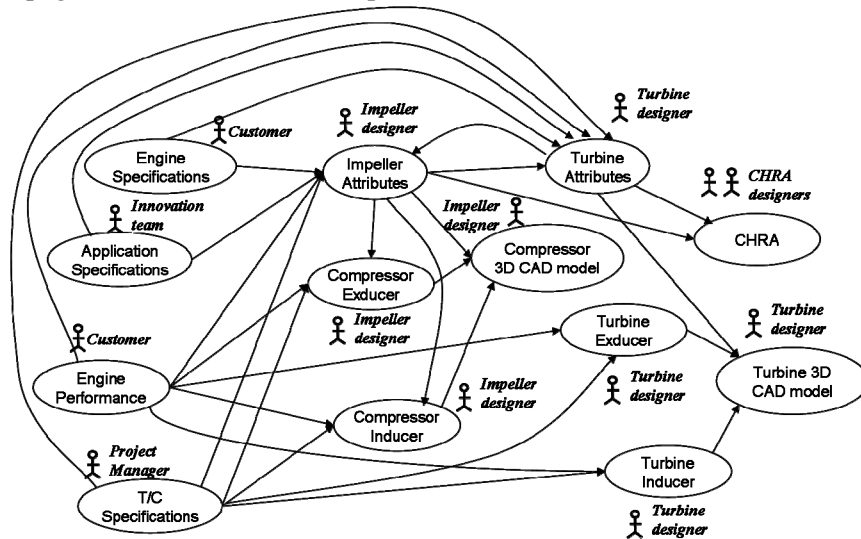 Turbine
designer
Impeller
designer
Customer
Engine
Specifications
Impeller
Attributes
Turbine
Attributes
CHRA
designers
Innovation
team
Impeller
designer
Application
Specifications
Compressor
3D CAD model
CHRA
Compressor
Exducer
Impeller
designer
Turbine
Exducer
Turbine
designer
Customer
Engine
Performance
Turbine
designer
Turbine 3D
CAD model
Impeller
designer
Compressor
Inducer
Project
Manager
T/C
Specifications
Turbine
Inducer
Turbine
designer